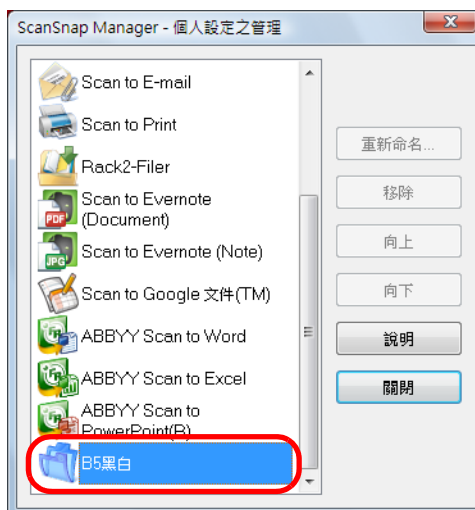 ScanSnap Manager - 個人設定之管理
Scan to E-mail
Scan to Print
Rack2-Filer
Scan to Evernote
(Document)
Scan to Evernote (Note)
Scan to Google 文件(TM)
ABBYY Scan to Word
ABBYY Scan to Excel
ABBYY Scan to
PowerPoint(R)
B5黑白
重新命名...
移除
向上
向下
說明
關閉
PDF
JPG